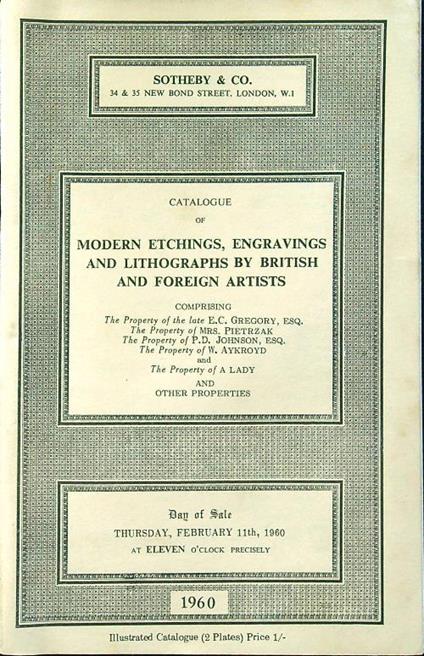 SOTHEBY & CO.
34 & 35 NEW BOND STREET, LONDON, W.1
CATALOGUE
OF
MODERN ETCHINGS, ENGRAVINGS
AND LITHOGRAPHS BY BRITISH
AND FOREIGN ARTISTS
COMPRISING
The Property of the late E.C. GREGORY, ESQ.
The Property of MRS. PIETRZAK
The Property of P.D. JOHNSON, ESQ.
The Property of W. AYKROYD
and
The Property of A LADY
AND
OTHER PROPERTIES
Day of Sale
THURSDAY, FEBRUARY 11th, 1960
AT ELEVEN O'CLOCK PRECISELY
1960
Illustrated Catalogue (2 Plates) Price 1/-